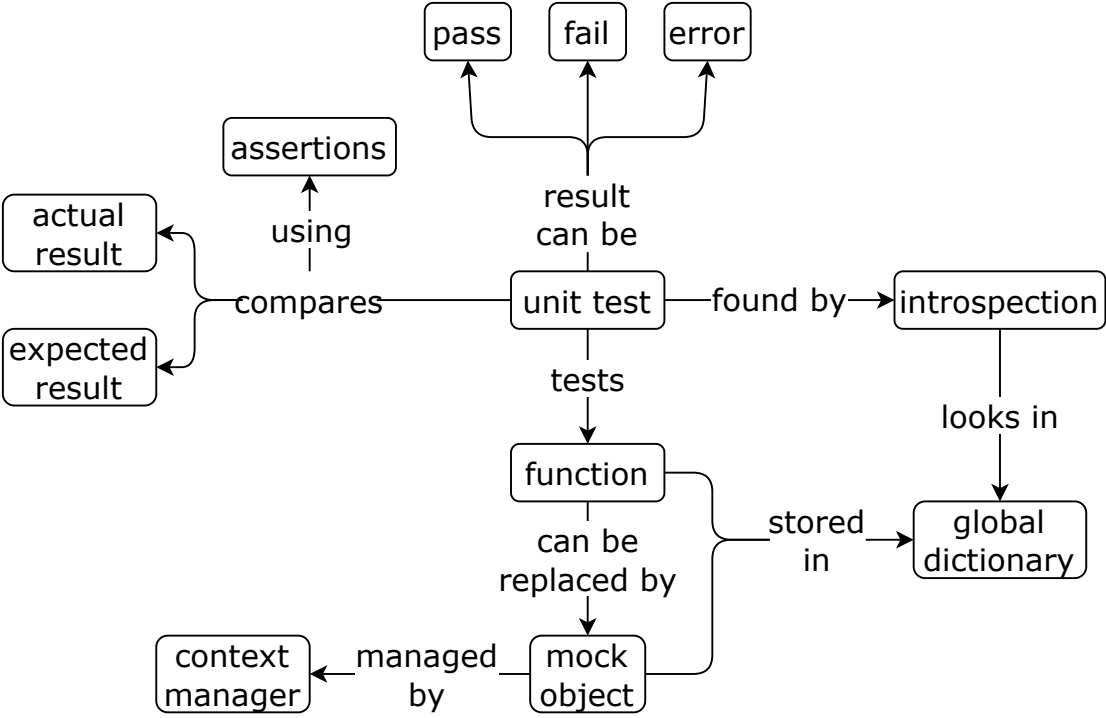 pass
fail
error
assertions
result
can be
actual
result
using
compares
unit test
found by
introspection
expected
result
tests
looks in
function
stored
in
global
dictionary
can be
replaced by
context
manager
managed
by
mock
object